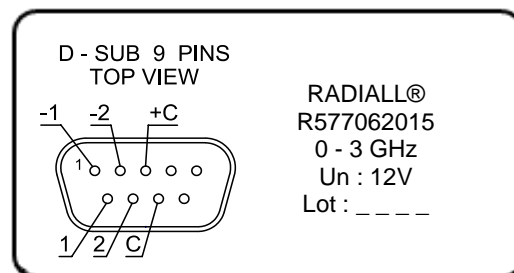 D - SUB 9 PINS
TOP VIEW
-1 -2 +C
1
1 2 C
RADIALL®
R577062015
0 - 3 GHz
Un : 12V
Lot : _ _ _ _